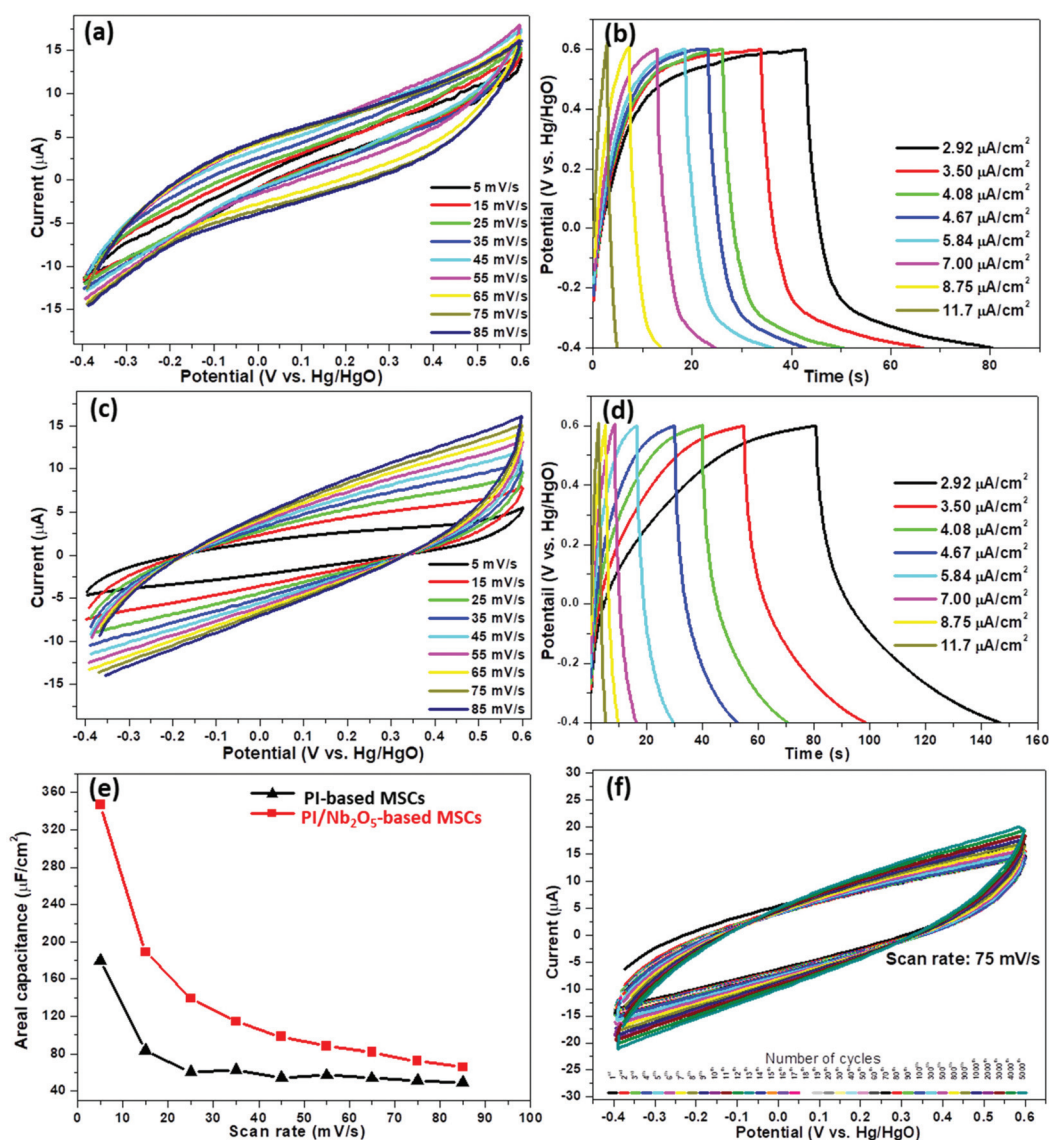 (a)
Current (μA)
15
10
5
0
-5
-10
-15
5 mV/s
15 mV/s
25 mV/s
35 mV/s
45 mV/s
55 mV/s
65 mV/s
75 mV/s
85 mV/s
-0.4 -0.3 -0.2 -0.1 0.0 0.1 0.2 0.3 0.4 0.5 0.6
Potential (V vs. Hg/HgO)
(b)
Potential (V vs. Hg/HgO)
0.6
0.4
0.2
0.0
-0.2
-0.4
2.92 μA/cm²
3.50 μA/cm²
4.08 μA/cm²
4.67 μA/cm²
5.84 μA/cm²
7.00 μA/cm²
8.75 μA/cm²
11.7 μA/cm²
0 20 40 60 80
Time (s)
(c)
Current (μA)
15
10
5
0
-5
-10
-15
5 mV/s
15 mV/s
25 mV/s
35 mV/s
45 mV/s
55 mV/s
65 mV/s
75 mV/s
85 mV/s
-0.4 -0.3 -0.2 -0.1 0.0 0.1 0.2 0.3 0.4 0.5 0.6
Potential (V vs. Hg/HgO)
(d)
Potentail (V vs. Hg/HgO)
0.6
0.4
0.2
0.0
-0.2
-0.4
2.92 μA/cm²
3.50 μA/cm²
4.08 μA/cm²
4.67 μA/cm²
5.84 μA/cm²
7.00 μA/cm²
8.75 μA/cm²
11.7 μA/cm²
0 20 40 60 80 100 120 140 160
Time (s)
(e)
Areal capacitance (μF/cm²)
360
320
280
240
200
160
120
80
40
PI-based MSCs
PI/Nb₂O₅-based MSCs
0 10 20 30 40 50 60 70 80 90 100
Scan rate (mV/s)
(f)
Current (μA)
30
25
20
15
10
5
0
-5
-10
-15
-20
-25
-30
Scan rate: 75 mV/s
Number of cycles
-0.4 -0.3 -0.2 -0.1 0.0 0.1 0.2 0.3 0.4 0.5 0.6
Potential (V vs. Hg/HgO)